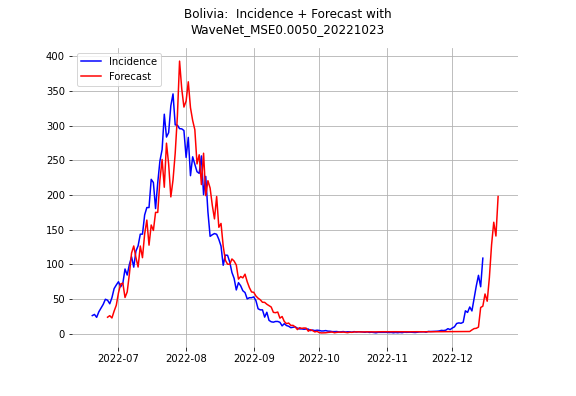 Bolivia:  Incidence + Forecast with
WaveNet_MSE0.0050_20221023
Incidence
Forecast
400
350
300
250
200
150
100
50
0
2022-07 2022-08 2022-09 2022-10 2022-11 2022-12